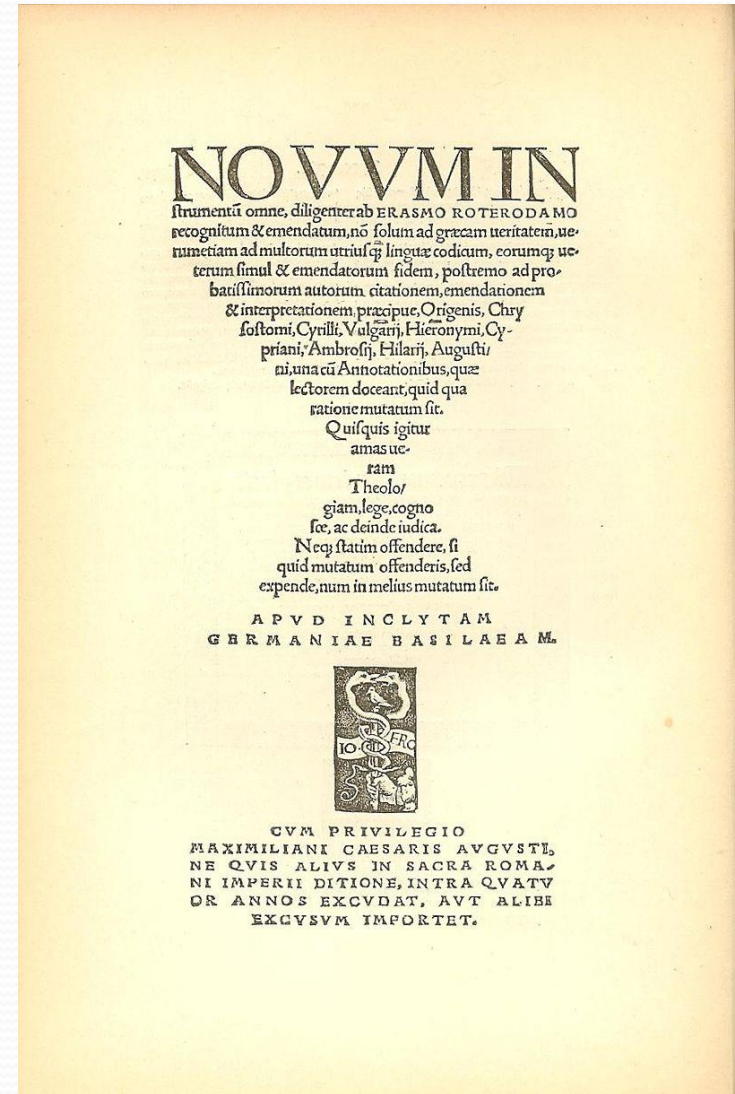 NOVVM IN
ſtrumentū omne, diligenter ab ERASMO ROTERODAMO
recognitum & emendatum, nō ſolum ad græcam ueritatem, ue-
rumetiam ad multorum utriuſq; linguæ codicum, eorumq; ue-
terum ſimul & emendatorum fidem, poſtremo ad pro-
batiſſimorum autorum citationem, emendationem
& interpretationem, præcipue, Origenis, Chry
ſoſtomi, Cyrilli, Vulgarij, Hieronymi, Cy-
priani, Ambroſij, Hilarij, Auguſti/
ni, una cū Annotationibus, quæ
lectorem doceant, quid qua
ratione mutatum ſit.
Quiſquis igitur
amas ue-
ram
Theolo/
giam, lege, cogno
ſce, ac deinde iudica.
Neq; ſtatim offendere, ſi
quid mutatum offenderis, ſed
expende, num in melius mutatum ſit.
APVD INCLYTAM
GERMANIAE BASILAEAM.
IO FRO
CVM PRIVILEGIO
MAXIMILIANI CAESARIS AVGVSTI,
NE QVIS ALIVS IN SACRA ROMA-
NI IMPERII DITIONE, INTRA QVATV
OR ANNOS EXCVDAT, AVT ALIBI
EXCVSVM IMPORTET.